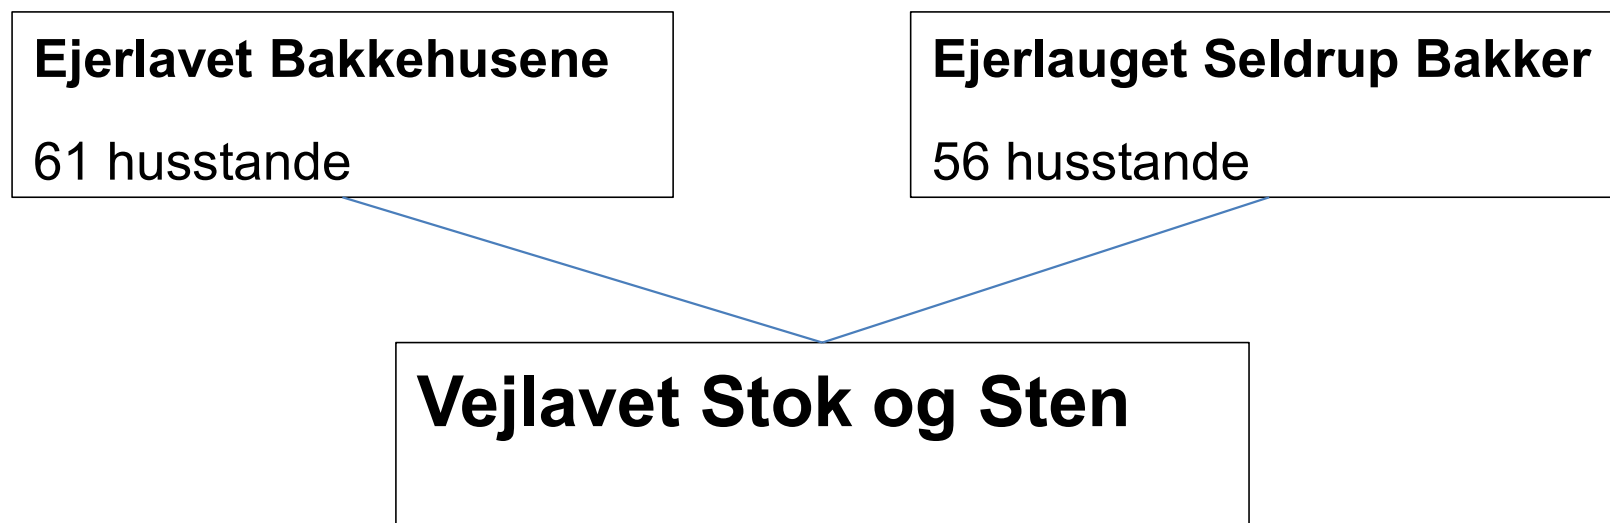 Ejerlavet Bakkehusene
61 husstande
Ejerlauget Seldrup Bakker
56 husstande
Vejlavet Stok og Sten